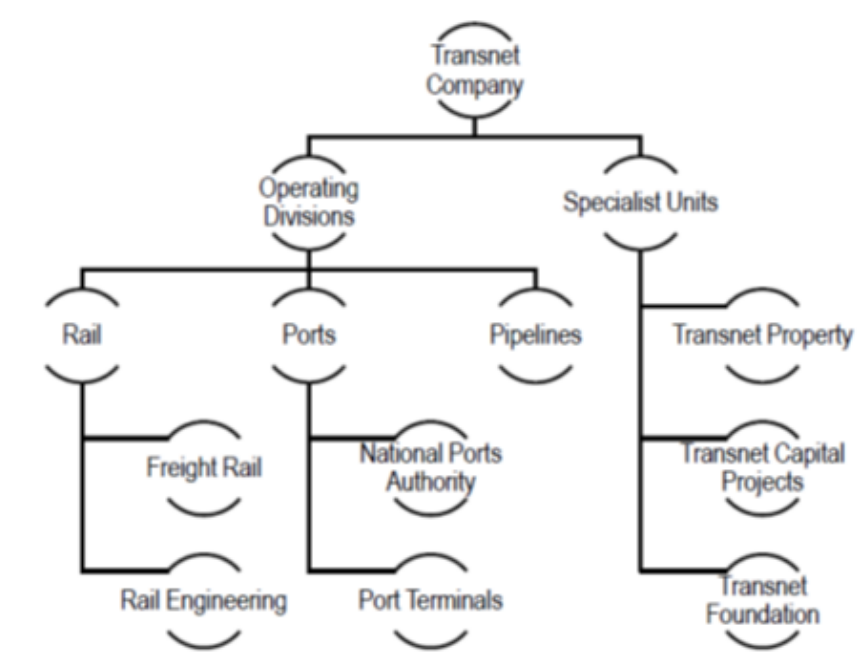 Transnet
Company
Operating
Divisions
Specialist Units
Rail
Ports
Pipelines
Transnet Property
Freight Rail
National Ports
Authority
Transnet Capital
Projects
Rail Engineering
Port Terminals
Transnet
Foundation